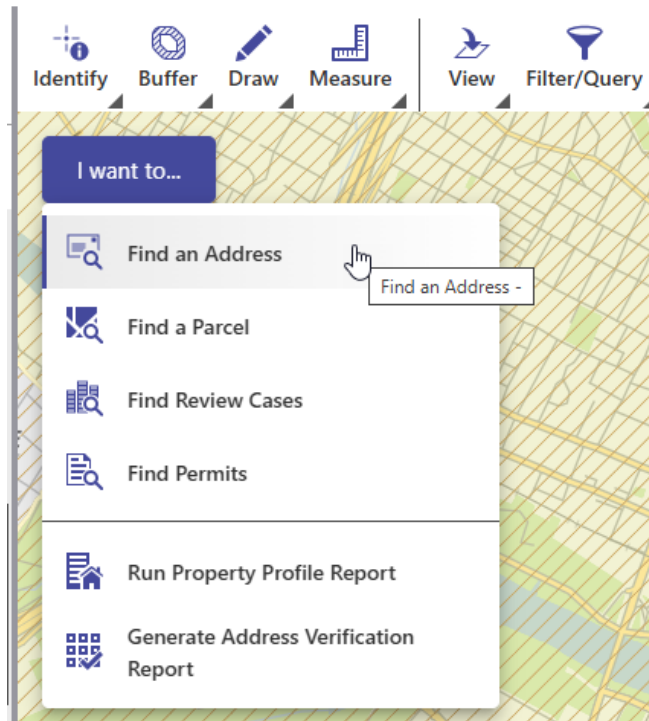 Identify Buffer Draw Measure View Filter/Query
I want to...
Find an Address
Find an Address -
Find a Parcel
Find Review Cases
Find Permits
Run Property Profile Report
Generate Address Verification
Report